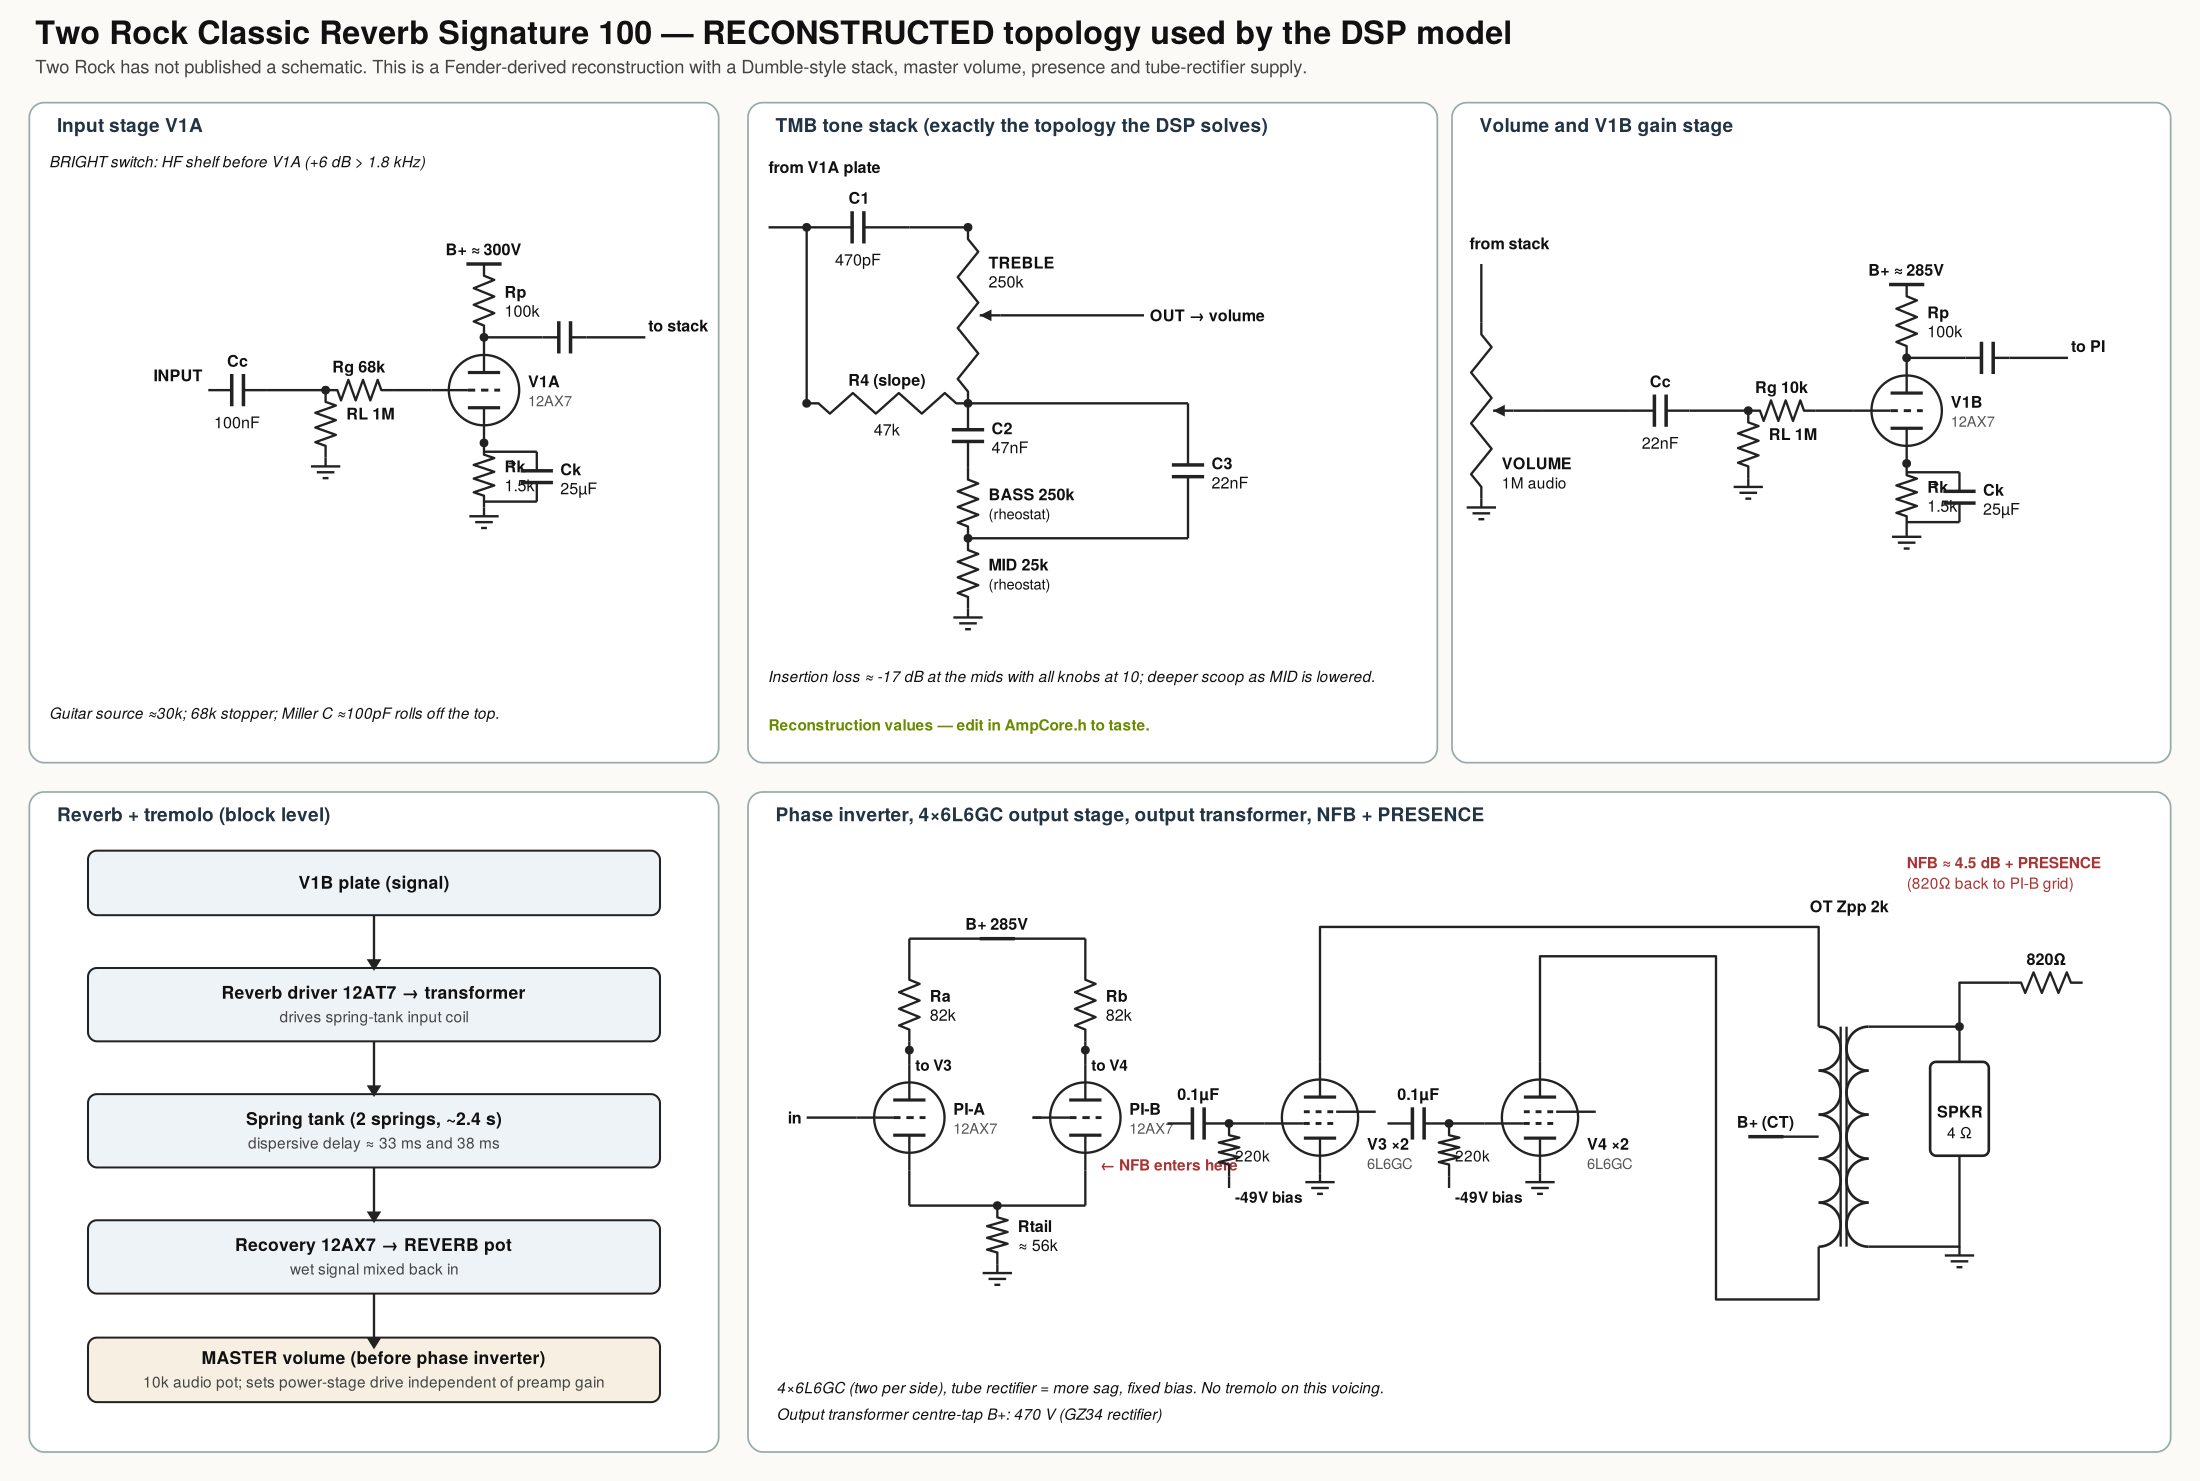 Two Rock Classic Reverb Signature 100 — RECONSTRUCTED topology used by the DSP model
Two Rock has not published a schematic. This is a Fender-derived reconstruction with a Dumble-style stack, master volume, presence and tube-rectifier supply.
Input stage V1A
BRIGHT switch: HF shelf before V1A (+6 dB > 1.8 kHz)
B+ ≈ 300V
Rp
100k
to stack
INPUT
Cc
100nF
Rg 68k
RL 1M
V1A
12AX7
Rk
1.5k
Ck
25µF
Guitar source ≈30k; 68k stopper; Miller C ≈100pF rolls off the top.
TMB tone stack (exactly the topology the DSP solves)
from V1A plate
C1
470pF
TREBLE
250k
OUT → volume
R4 (slope)
47k
C2
47nF
C3
22nF
BASS 250k
(rheostat)
MID 25k
(rheostat)
Insertion loss ≈ -17 dB at the mids with all knobs at 10; deeper scoop as MID is lowered.
Reconstruction values — edit in AmpCore.h to taste.
Volume and V1B gain stage
from stack
B+ ≈ 285V
Rp
100k
to PI
Cc
22nF
Rg 10k
RL 1M
V1B
12AX7
VOLUME
1M audio
Rk
1.5k
Ck
25µF
Reverb + tremolo (block level)
V1B plate (signal)
Reverb driver 12AT7 → transformer
drives spring-tank input coil
Spring tank (2 springs, ~2.4 s)
dispersive delay ≈ 33 ms and 38 ms
Recovery 12AX7 → REVERB pot
wet signal mixed back in
MASTER volume (before phase inverter)
10k audio pot; sets power-stage drive independent of preamp gain
Phase inverter, 4×6L6GC output stage, output transformer, NFB + PRESENCE
NFB ≈ 4.5 dB + PRESENCE
(820Ω back to PI-B grid)
OT Zpp 2k
B+ 285V
820Ω
Ra
82k
Rb
82k
to V3
to V4
in
PI-A
12AX7
PI-B
12AX7
0.1µF
0.1µF
B+ (CT)
SPKR
4 Ω
← NFB enters here
220k
V3 ×2
6L6GC
220k
V4 ×2
6L6GC
-49V bias
-49V bias
Rtail
≈ 56k
4×6L6GC (two per side), tube rectifier = more sag, fixed bias. No tremolo on this voicing.
Output transformer centre-tap B+: 470 V (GZ34 rectifier)